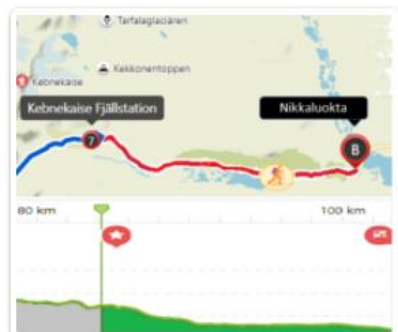 Tarfalaglaciären
Kekkonentoppen
Kebnekaise
Kebnekaise Fjällstation
Nikkaluokta
7
B
80 km
100 km